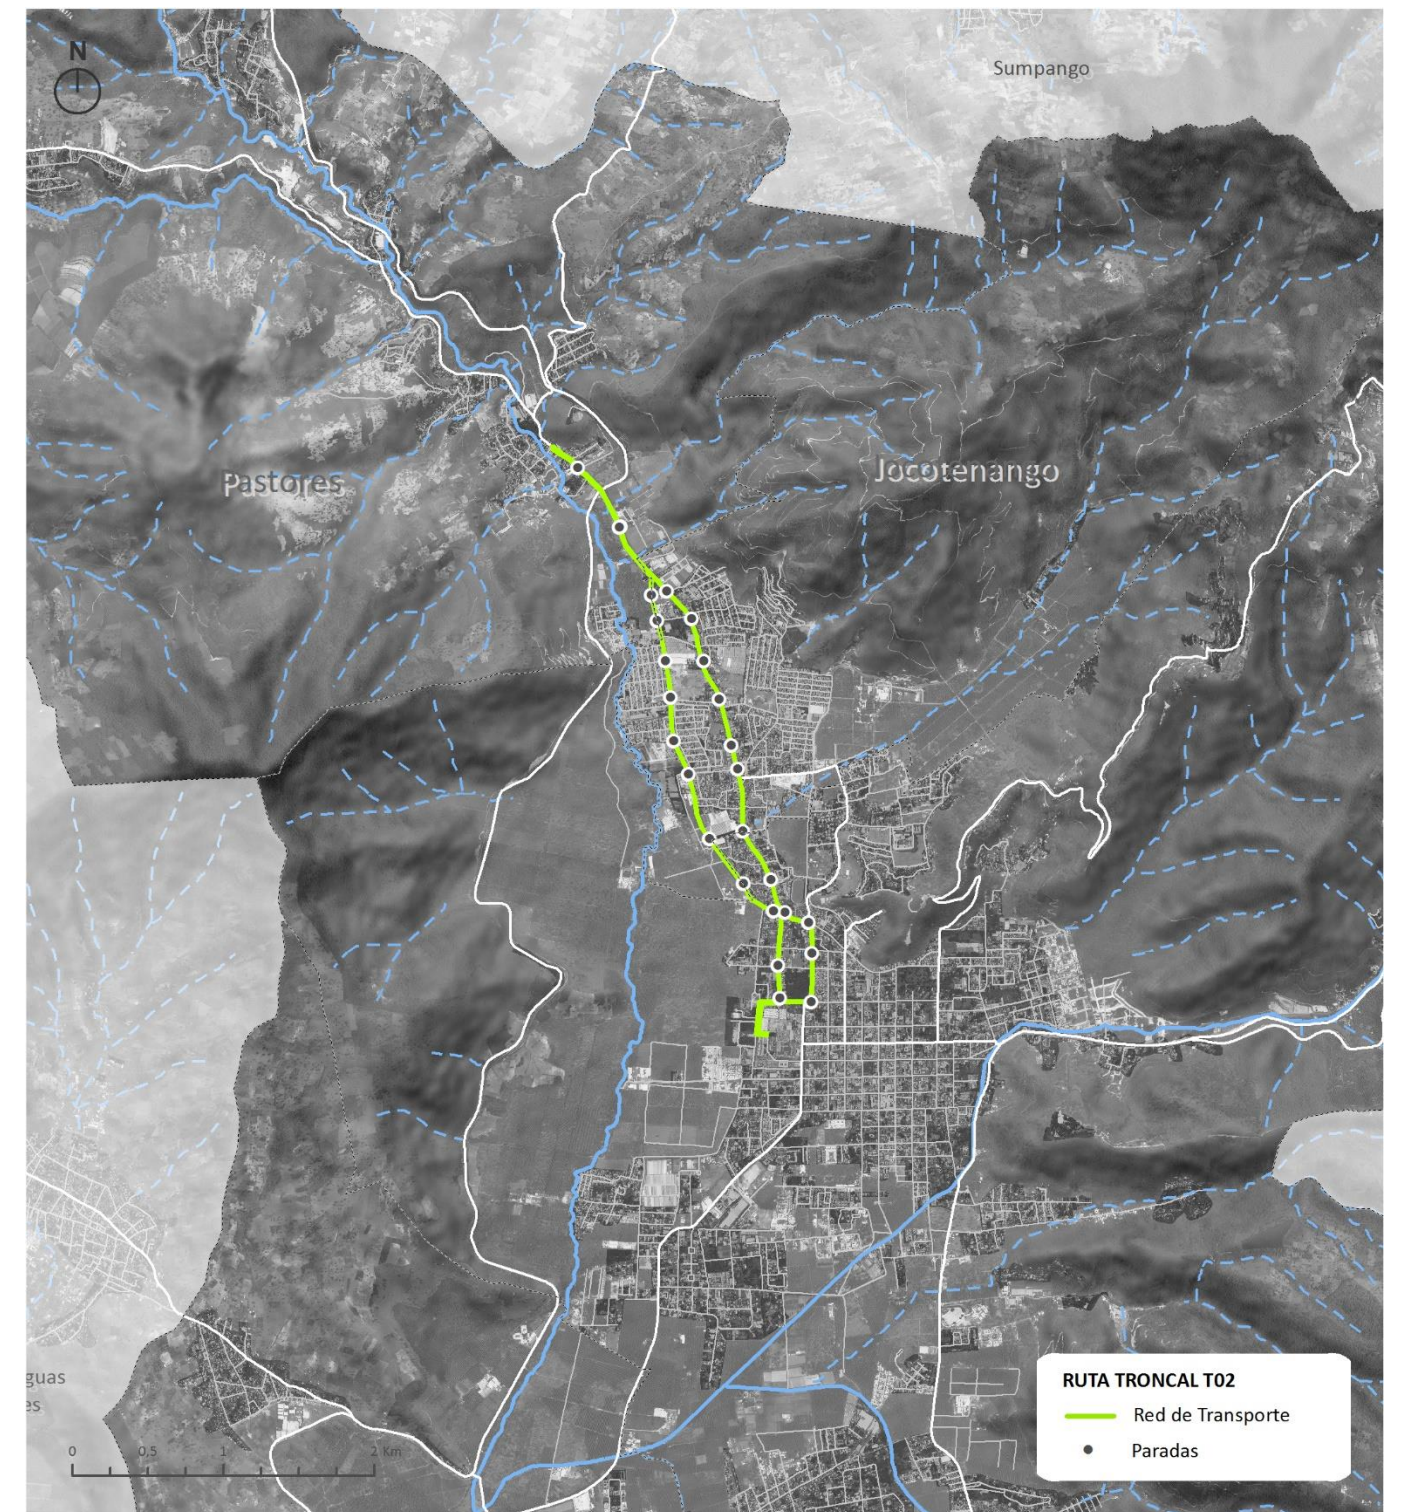 N
Sumpango
Pastores
Jocotenango
guas
es
RUTA TRONCAL T02
Red de Transporte
Paradas
0 0,5 1 2 Km